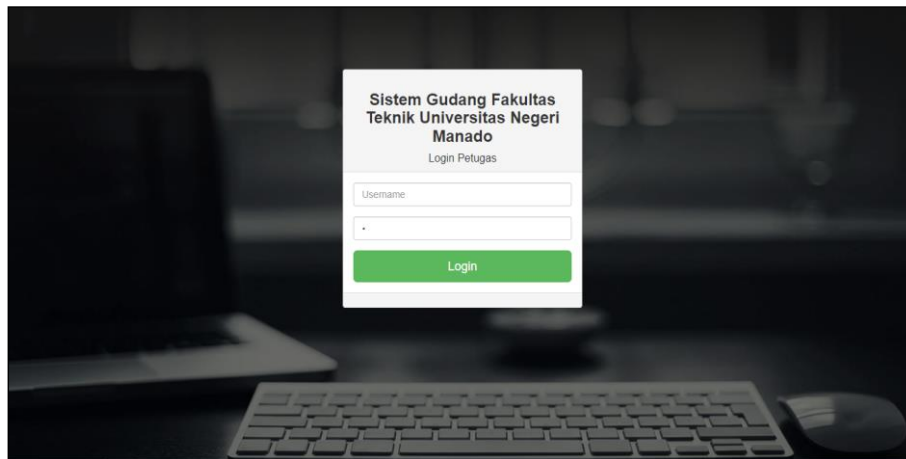 Sistem Gudang Fakultas
Teknik Universitas Negeri
Manado
Login Petugas
Username
Login